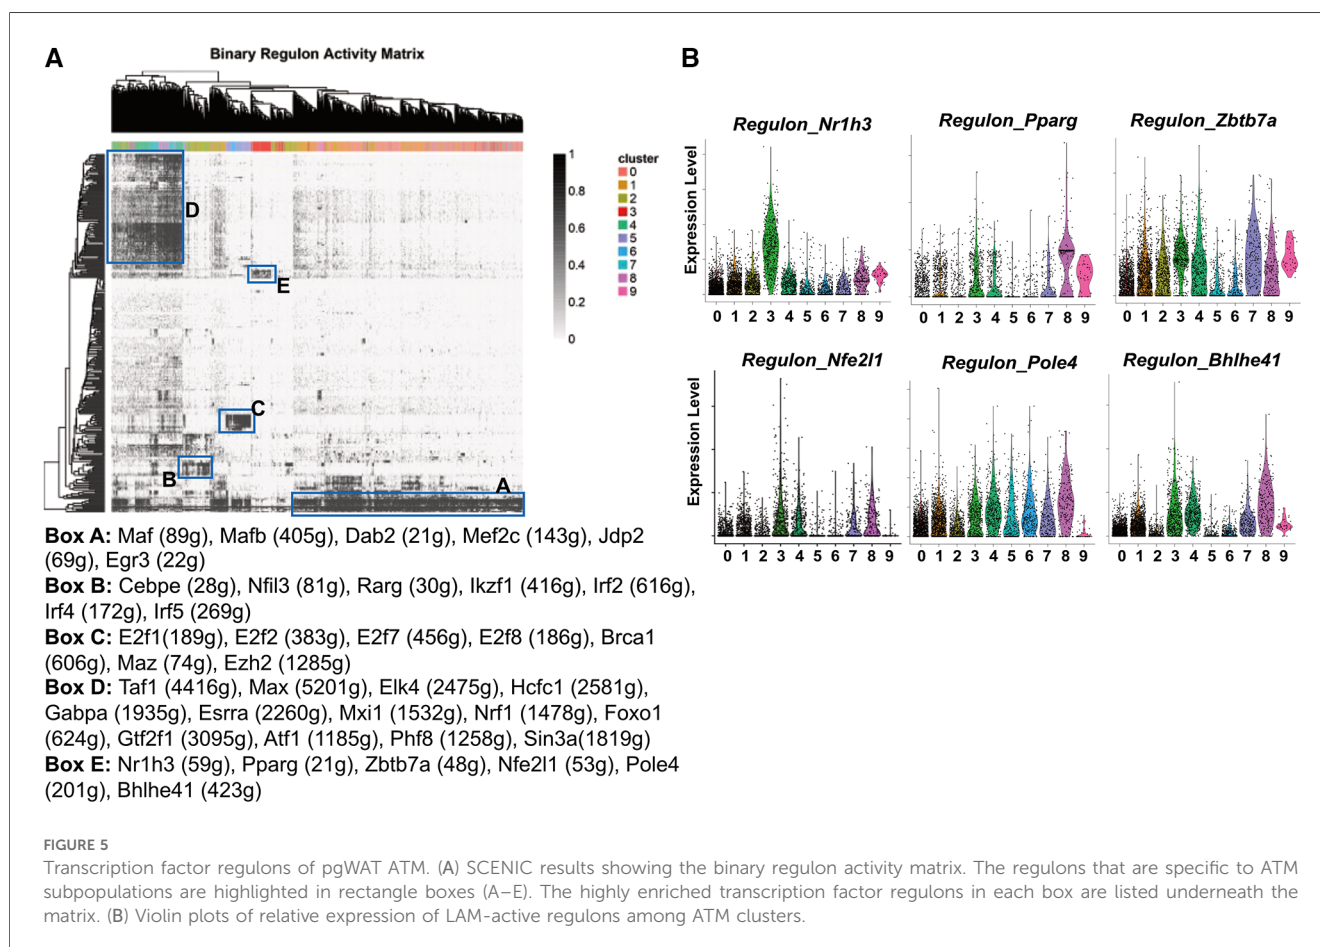 A
B
Binary Regulon Activity Matrix
D
E
C
B
A
1
0.8
0.6
0.4
0.2
0
cluster
0
1
2
3
4
5
6
7
8
9
Regulon_Nr1h3
Regulon_Pparg
Regulon_Zbtb7a
Expression Level
0 1 2 3 4 5 6 7 8 9
0 1 2 3 4 5 6 7 8 9
0 1 2 3 4 5 6 7 8 9
Regulon_Nfe2l1
Regulon_Pole4
Regulon_Bhlhe41
Expression Level
0 1 2 3 4 5 6 7 8 9
0 1 2 3 4 5 6 7 8 9
0 1 2 3 4 5 6 7 8 9
Box A: Maf (89g), Mafb (405g), Dab2 (21g), Mef2c (143g), Jdp2
(69g), Egr3 (22g)
Box B: Cebpe (28g), Nfil3 (81g), Rarg (30g), Ikzf1 (416g), Irf2 (616g),
Irf4 (172g), Irf5 (269g)
Box C: E2f1(189g), E2f2 (383g), E2f7 (456g), E2f8 (186g), Brca1
(606g), Maz (74g), Ezh2 (1285g)
Box D: Taf1 (4416g), Max (5201g), Elk4 (2475g), Hcfc1 (2581g),
Gabpa (1935g), Esrra (2260g), Mxi1 (1532g), Nrf1 (1478g), Foxo1
(624g), Gtf2f1 (3095g), Atf1 (1185g), Phf8 (1258g), Sin3a(1819g)
Box E: Nr1h3 (59g), Pparg (21g), Zbtb7a (48g), Nfe2l1 (53g), Pole4
(201g), Bhlhe41 (423g)
FIGURE 5
Transcription factor regulons of pgWAT ATM. (A) SCENIC results showing the binary regulon activity matrix. The regulons that are specific to ATM
subpopulations are highlighted in rectangle boxes (A–E). The highly enriched transcription factor regulons in each box are listed underneath the
matrix. (B) Violin plots of relative expression of LAM-active regulons among ATM clusters.